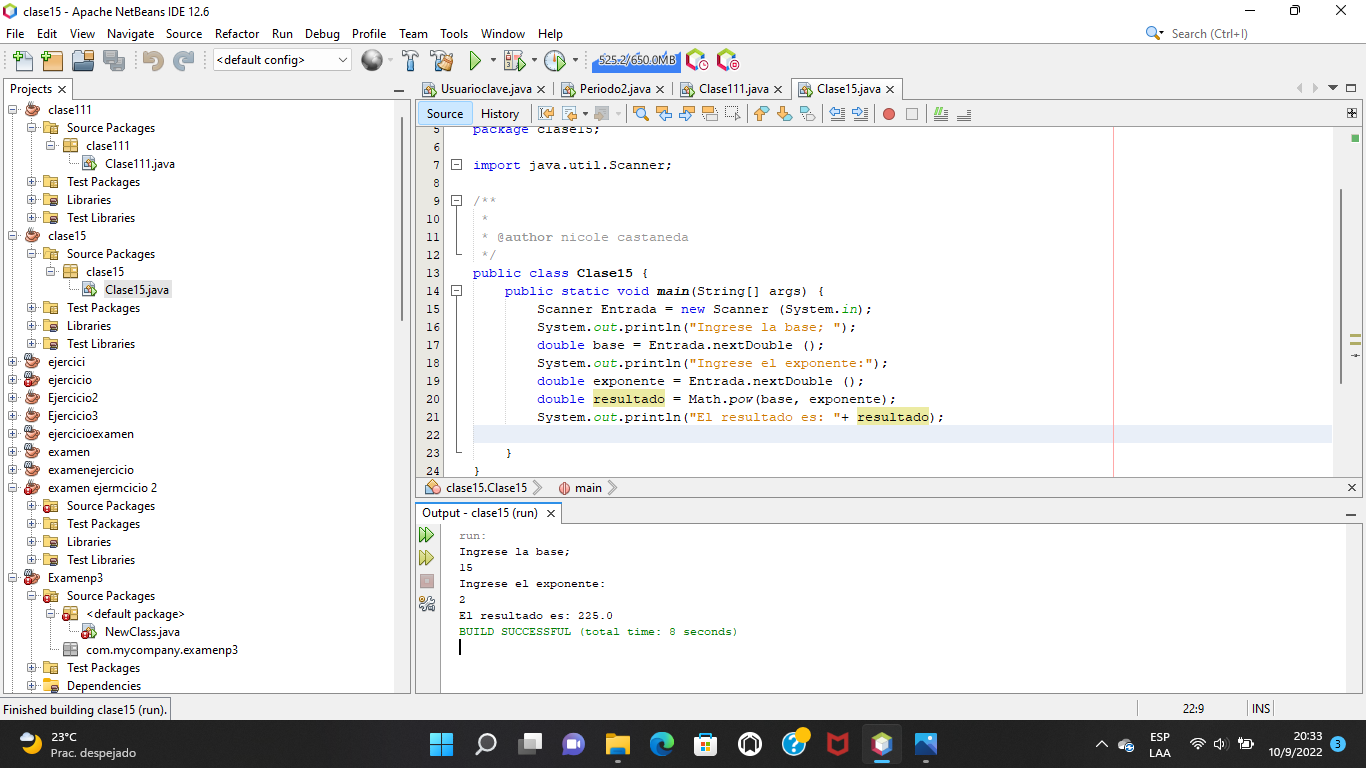 clase15 - Apache NetBeans IDE 12.6
File Edit View Navigate Source Refactor Run Debug Profile Team Tools Window Help
Search (Ctrl+I)
<default config>
525.2/650.0MB
Projects
Usuarioclave.java
Periodo2.java
Clase111.java
Clase15.java
Source History
clase111
Source Packages
clase111
Clase111.java
Test Packages
Libraries
Test Libraries
clase15
Source Packages
clase15
Clase15.java
Test Packages
Libraries
Test Libraries
ejercici
ejercicio
Ejercicio2
Ejercicio3
ejercicioexamen
examen
examenejercicio
examen ejermcicio 2
Source Packages
Test Packages
Libraries
Test Libraries
Examenp3
Source Packages
<default package>
NewClass.java
com.mycompany.examenp3
Test Packages
Dependencies
5 package clase15;
6
7 import java.util.Scanner;
8
9 /**
10 *
11 * @author nicole castaneda
12 */
13 public class Clase15 {
14 public static void main(String[] args) {
15 Scanner Entrada = new Scanner (System.in);
16 System.out.println("Ingrese la base; ");
17 double base = Entrada.nextDouble ();
18 System.out.println("Ingrese el exponente:");
19 double exponente = Entrada.nextDouble ();
20 double resultado = Math.pow(base, exponente);
21 System.out.println("El resultado es: "+ resultado);
22
23 }
24 }
clase15.Clase15 main
Output - clase15 (run)
run:
Ingrese la base;
15
Ingrese el exponente:
2
El resultado es: 225.0
BUILD SUCCESSFUL (total time: 8 seconds)
Finished building clase15 (run).
22:9 INS
23°C
Prac. despejado
ESP
LAA
20:33
10/9/2022
3